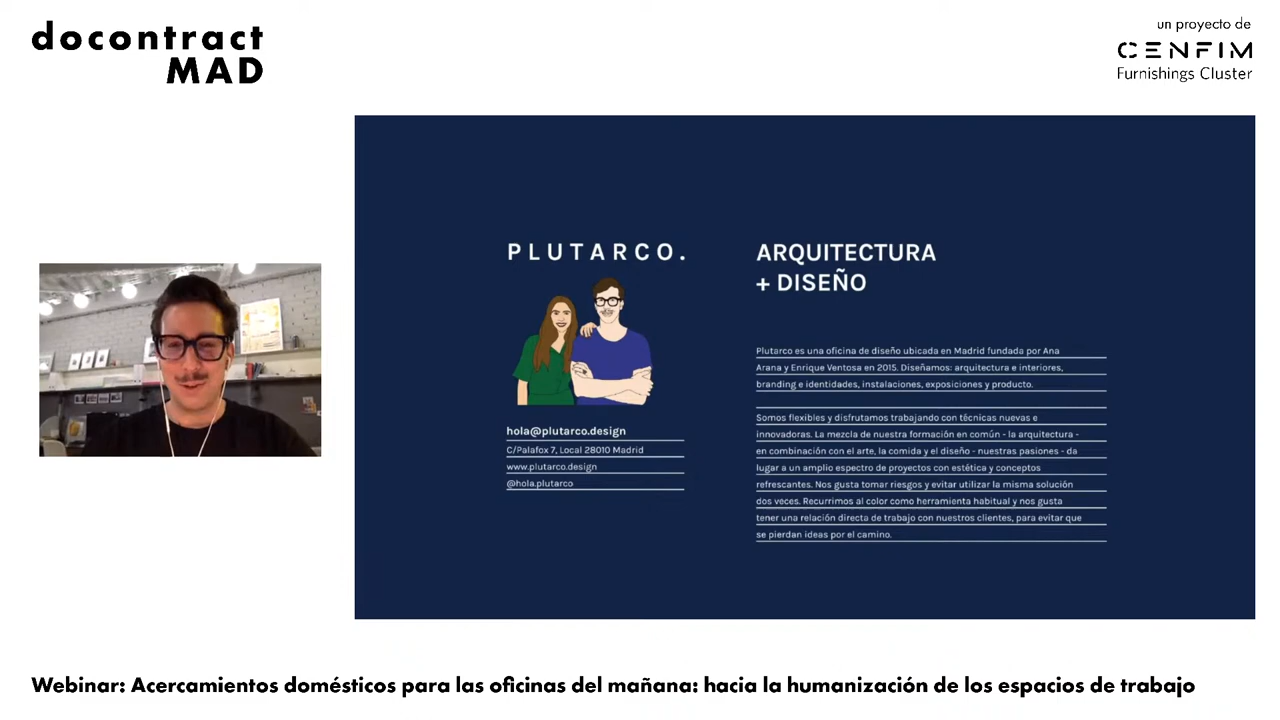 docontract
MAD
un proyecto de
CENFIM
Furnishings Cluster
PLUTARCO.
hola@plutarco.design
C/Palafox 7, Local 28010 Madrid
www.plutarco.design
@hola.plutarco
ARQUITECTURA
+ DISEÑO
Plutarco es una oficina de diseño ubicada en Madrid fundada por Ana
Arana y Enrique Ventosa en 2015. Diseñamos: arquitectura e interiores,
branding e identidades, instalaciones, exposiciones y producto.
Somos flexibles y disfrutamos trabajando con técnicas nuevas e
innovadoras. La mezcla de nuestra formación en común - la arquitectura -
en combinación con el arte, la comida y el diseño - nuestras pasiones - da
lugar a un amplio espectro de proyectos con estética y conceptos
refrescantes. Nos gusta tomar riesgos y evitar utilizar la misma solución
dos veces. Recurrimos al color como herramienta habitual y nos gusta
tener una relación directa de trabajo con nuestros clientes, para evitar que
se pierdan ideas por el camino.
Webinar: Acercamientos domésticos para las oficinas del mañana: hacia la humanización de los espacios de trabajo